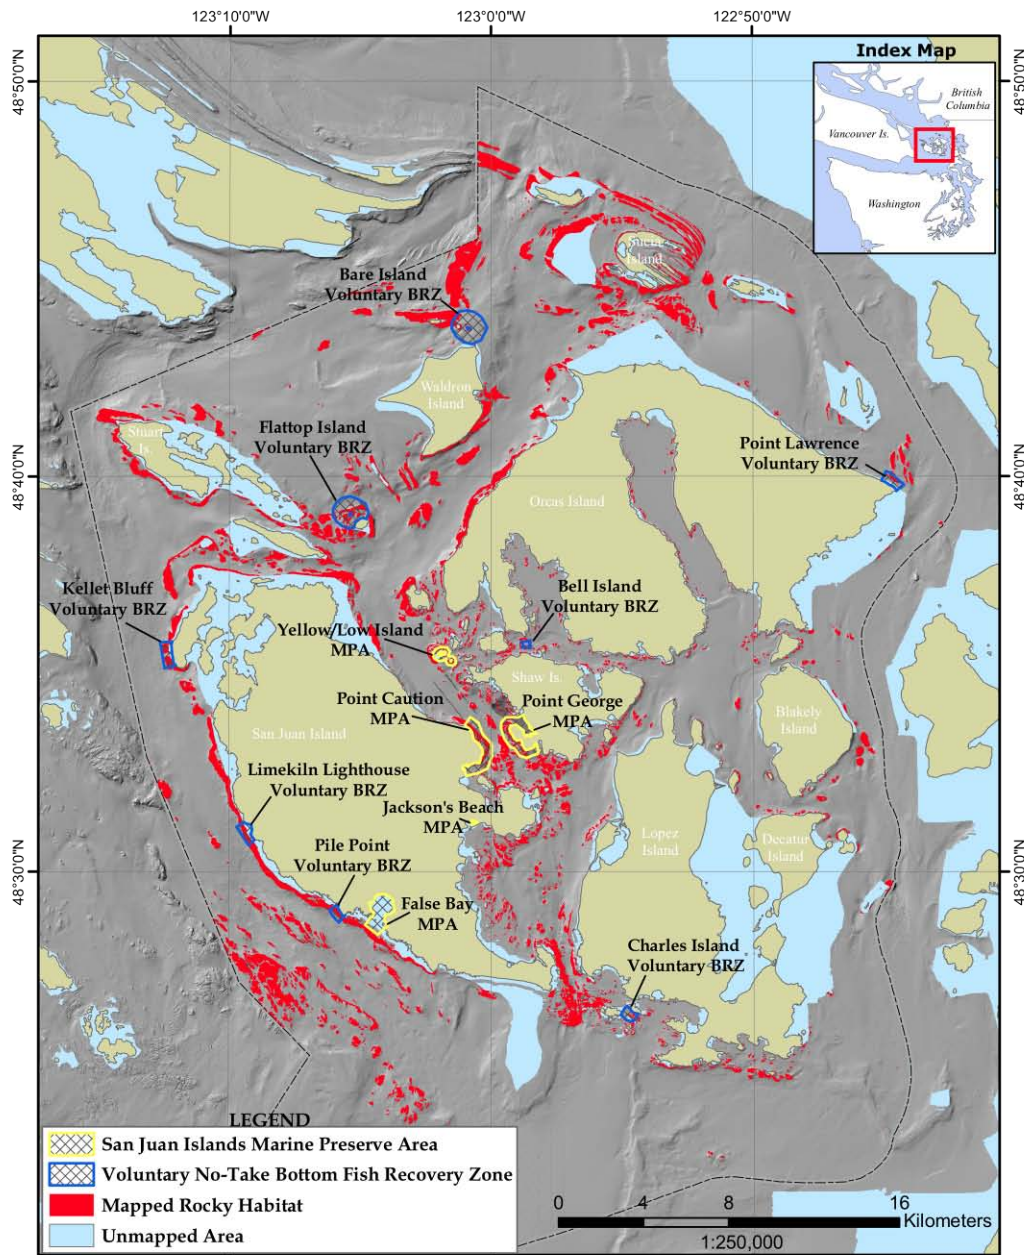 123°10'0"W
123°0'0"W
122°50'0"W
48°50'0"N
48°50'0"N
Index Map
British
Columbia
Vancouver Is.
Washington
Sucia
Island
Bare Island
Voluntary BRZ
Waldron
Island
Stuart
Is.
Flattop Island
Voluntary BRZ
Point Lawrence
Voluntary BRZ
48°40'0"N
48°40'0"N
Orcas Island
Kellet Bluff
Voluntary BRZ
Bell Island
Voluntary BRZ
Yellow/Low Island
MPA
Shaw Is.
Point Caution
MPA
Point George
MPA
Blakely
Island
San Juan Island
Limekiln Lighthouse
Voluntary BRZ
Jackson's Beach
MPA
Lopez
Island
Decatur
Island
Pile Point
Voluntary BRZ
48°30'0"N
48°30'0"N
False Bay
MPA
Charles Island
Voluntary BRZ
LEGEND
San Juan Islands Marine Preserve Area
Voluntary No-Take Bottom Fish Recovery Zone
Mapped Rocky Habitat
Unmapped Area
0 4 8 16
Kilometers
1:250,000